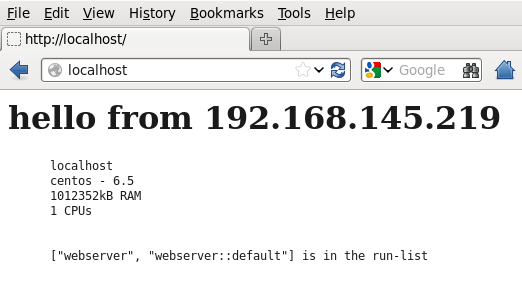 File Edit View History Bookmarks Tools Help
http://localhost/
localhost Google
hello from 192.168.145.219
localhost
centos - 6.5
1012352kB RAM
1 CPUs
["webserver", "webserver::default"] is in the run-list